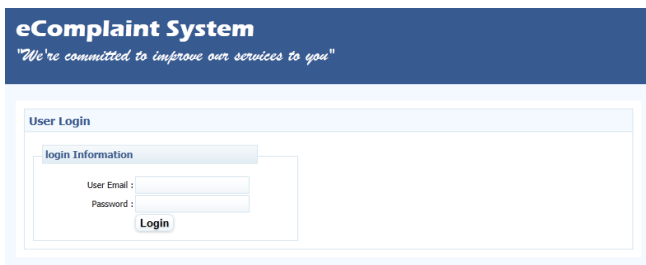 eComplaint System
"We're committed to improve our services to you"
User Login
login Information
User Email :
Password :
Login